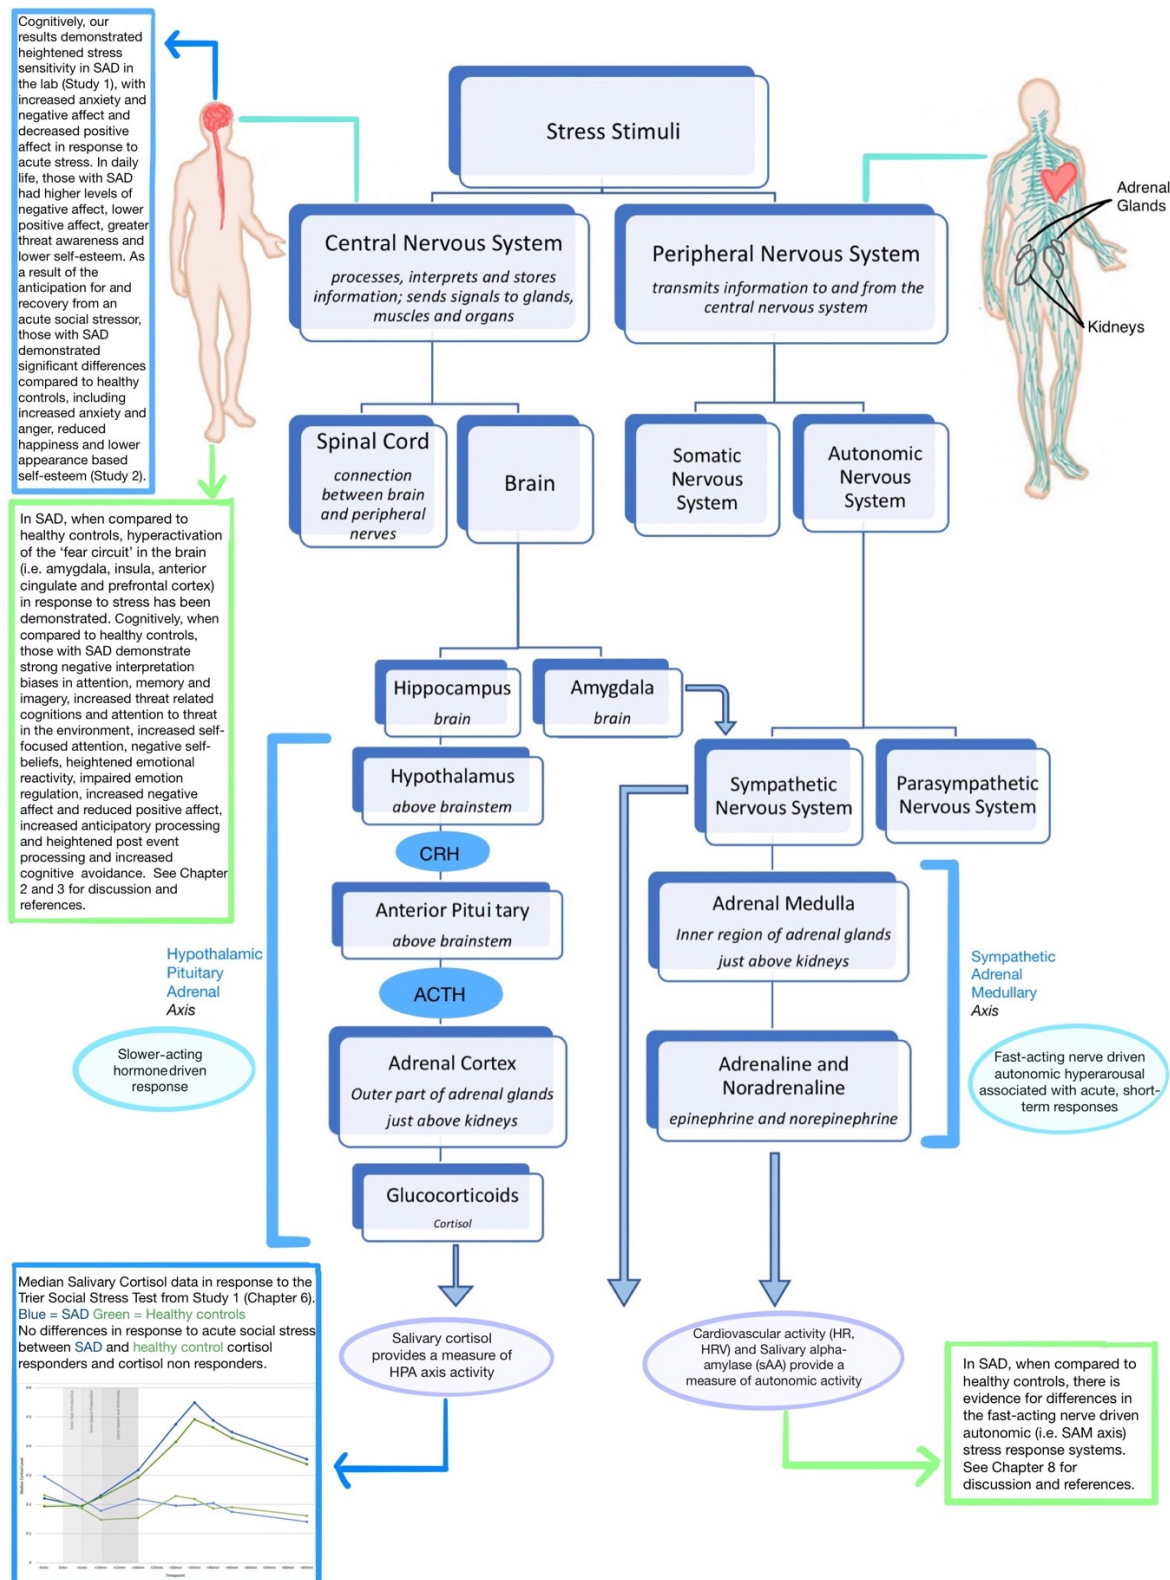 Cognitively, our
results demonstrated
heightened stress
sensitivity in SAD in
the lab (Study 1), with
increased anxiety and
negative affect and
decreased positive
affect in response to
acute stress. In daily
life, those with SAD
had higher levels of
negative affect, lower
positive affect, greater
threat awareness and
lower self-esteem. As
a result of the
anticipation for and
recovery from an
acute social stressor,
those with SAD
demonstrated
significant differences
compared to healthy
controls, including
increased anxiety and
anger, reduced
happiness and lower
appearance based
self-esteem (Study 2).
Stress Stimuli
Adrenal
Glands
Kidneys
Central Nervous System
processes, interprets and stores
information; sends signals to glands,
muscles and organs
Peripheral Nervous System
transmits information to and from the
central nervous system
Spinal Cord
connection
between brain
and peripheral
nerves
Brain
Somatic
Nervous
System
Autonomic
Nervous
System
In SAD, when compared to
healthy controls, hyperactivation
of the ‘fear circuit’ in the brain
(i.e. amygdala, insula, anterior
cingulate and prefrontal cortex)
in response to stress has been
demonstrated. Cognitively, when
compared to healthy controls,
those with SAD demonstrate
strong negative interpretation
biases in attention, memory and
imagery, increased threat related
cognitions and attention to threat
in the environment, increased self-
focused attention, negative self-
beliefs, heightened emotional
reactivity, impaired emotion
regulation, increased negative
affect and reduced positive affect,
increased anticipatory processing
and heightened post event
processing and increased
cognitive avoidance. See Chapter
2 and 3 for discussion and
references.
Hippocampus
brain
Amygdala
brain
Hypothalamus
above brainstem
CRH
Anterior Pitui tary
above brainstem
ACTH
Adrenal Cortex
Outer part of adrenal glands
just above kidneys
Glucocorticoids
Cortisol
Sympathetic
Nervous System
Parasympathetic
Nervous System
Adrenal Medulla
Inner region of adrenal glands
just above kidneys
Adrenaline and
Noradrenaline
epinephrine and norepinephrine
Hypothalamic
Pituitary
Adrenal
Axis
Slower-acting
hormone driven
response
Sympathetic
Adrenal
Medullary
Axis
Fast-acting nerve driven
autonomic hyperarousal
associated with acute, short-
term responses
Median Salivary Cortisol data in response to the
Trier Social Stress Test from Study 1 (Chapter 6).
Blue = SAD Green = Healthy controls
No differences in response to acute social stress
between SAD and healthy control cortisol
responders and cortisol non responders.
Median Cortisol Level
Timepoint
Salivary cortisol
provides a measure of
HPA axis activity
Cardiovascular activity (HR,
HRV) and Salivary alpha-
amylase (sAA) provide a
measure of autonomic activity
In SAD, when compared to
healthy controls, there is
evidence for differences in
the fast-acting nerve driven
autonomic (i.e. SAM axis)
stress response systems.
See Chapter 8 for
discussion and references.